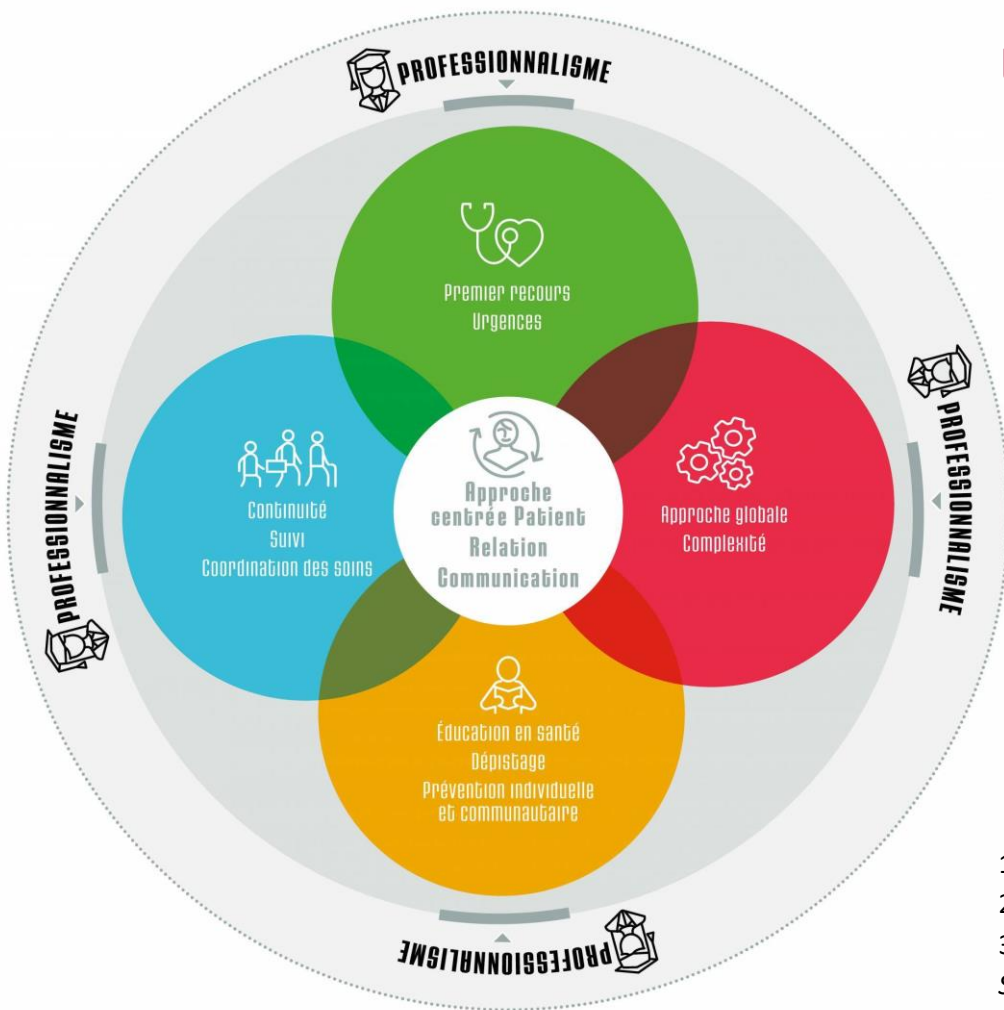 PROFESSIONNALISME
Premier recours
Urgences
PROFESSIONNALISME
PROFESSIONNALISME
Continuité
Suivi
Coordination des soins
Approche
centrée Patient
Relation
Communication
Approche globale
Complexité
Éducation en santé
Dépistage
Prévention individuelle
et communautaire
PROFESSIONNALISME